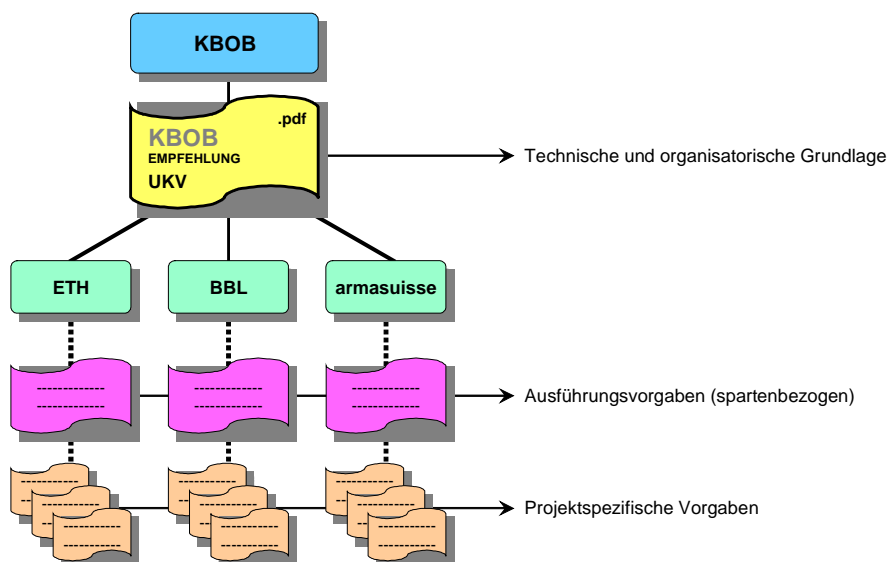 KBOB
.pdf
KBOB
EMPFEHLUNG
UKV
Technische und organisatorische Grundlage
ETH
BBL
armasuisse
Ausführungsvorgaben (spartenbezogen)
Projektspezifische Vorgaben